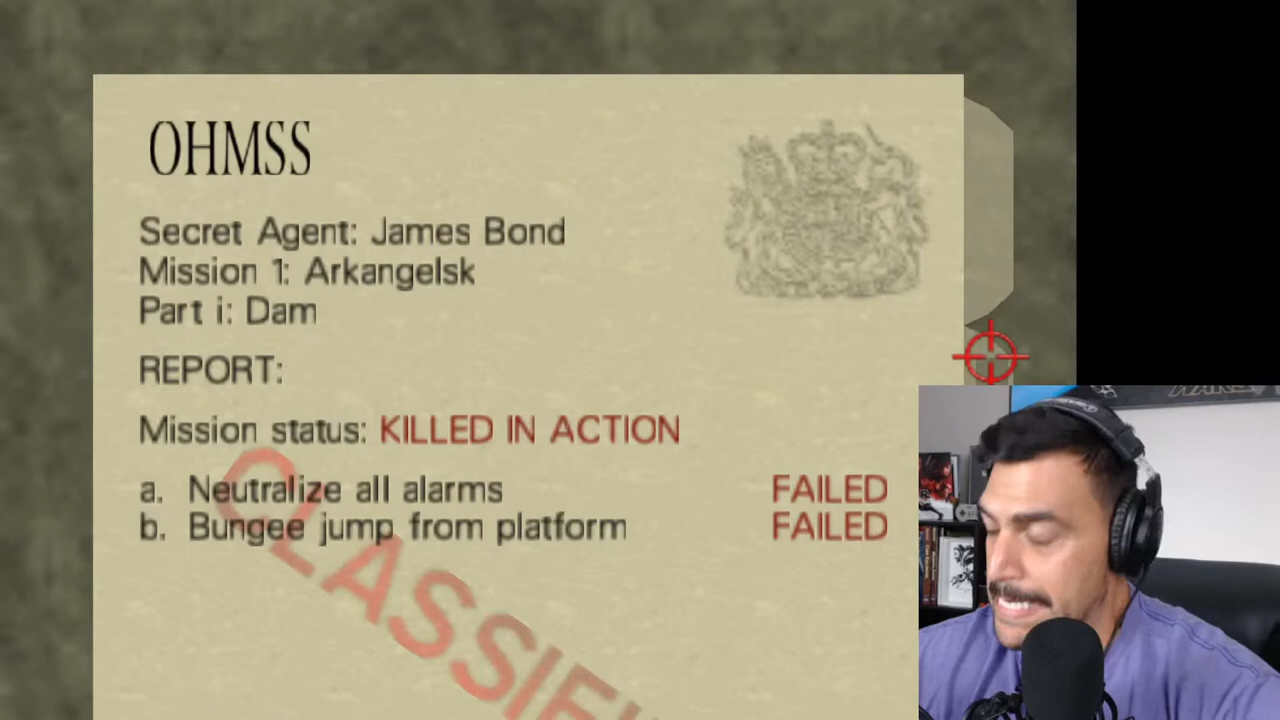 OHMSS
Secret Agent: James Bond
Mission 1: Arkangelsk
Part i: Dam
REPORT:
Mission status: KILLED IN ACTION
a. Neutralize all alarms FAILED
b. Bungee jump from platform FAILED
CLASSIFI